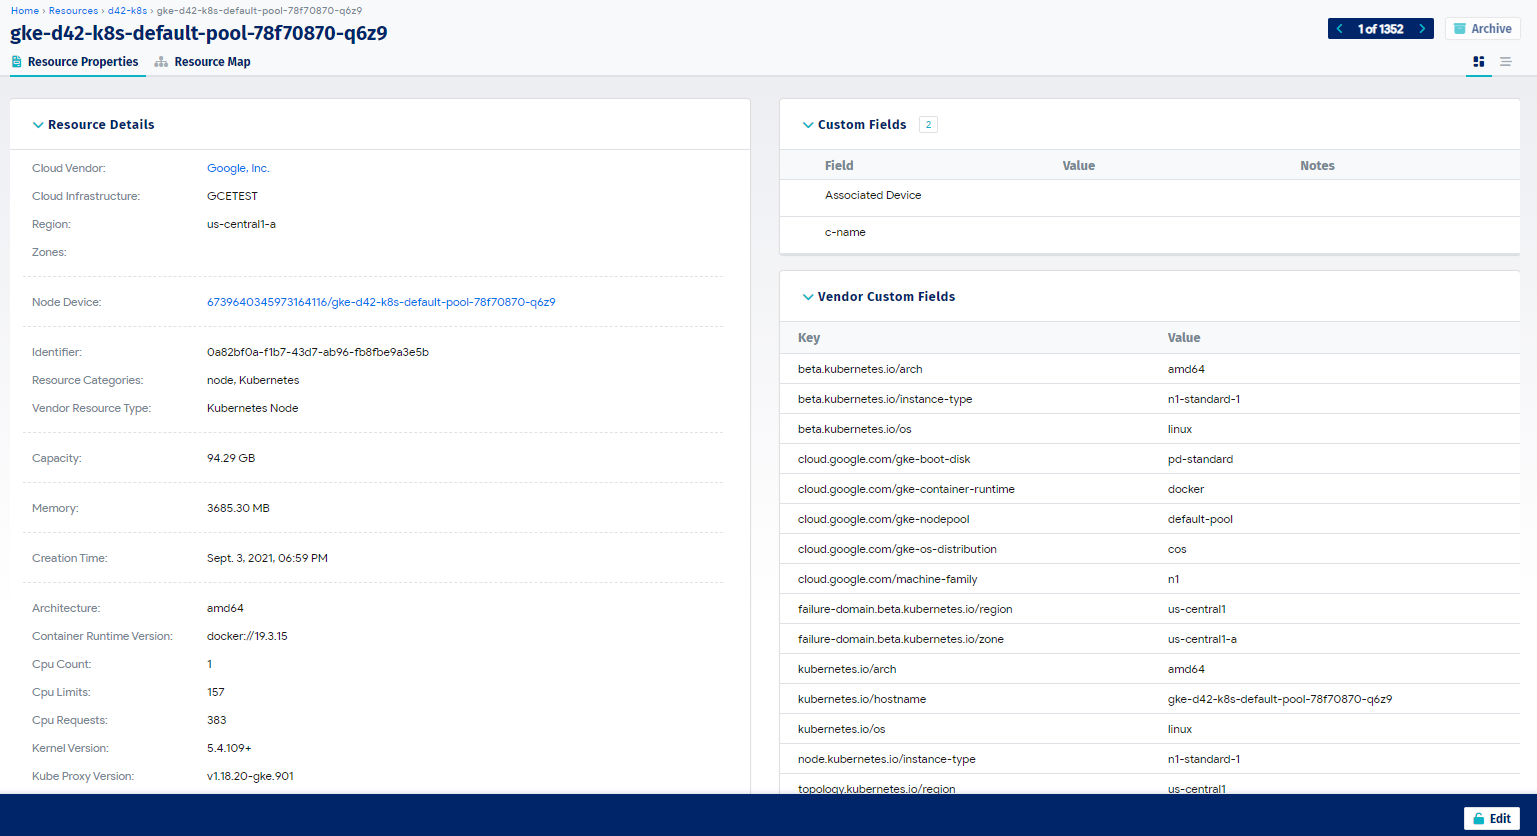 Home › Resources › d42-k8s › gke-d42-k8s-default-pool-78f70870-q6z9
gke-d42-k8s-default-pool-78f70870-q6z9
1 of 1352
Archive
Resource Properties
Resource Map
Resource Details
Cloud Vendor: Google, Inc.
Cloud Infrastructure: GCETEST
Region: us-central1-a
Zones:
Node Device: 6739640345973164116/gke-d42-k8s-default-pool-78f70870-q6z9
Identifier: 0a82bf0a-f1b7-43d7-ab96-fb8fbe9a3e5b
Resource Categories: node, Kubernetes
Vendor Resource Type: Kubernetes Node
Capacity: 94.29 GB
Memory: 3685.30 MB
Creation Time: Sept. 3, 2021, 06:59 PM
Architecture: amd64
Container Runtime Version: docker://19.3.15
Cpu Count: 1
Cpu Limits: 157
Cpu Requests: 383
Kernel Version: 5.4.109+
Kube Proxy Version: v1.18.20-gke.901
Custom Fields 2
Field Value Notes
Associated Device
c-name
Vendor Custom Fields
Key Value
beta.kubernetes.io/arch amd64
beta.kubernetes.io/instance-type n1-standard-1
beta.kubernetes.io/os linux
cloud.google.com/gke-boot-disk pd-standard
cloud.google.com/gke-container-runtime docker
cloud.google.com/gke-nodepool default-pool
cloud.google.com/gke-os-distribution cos
cloud.google.com/machine-family n1
failure-domain.beta.kubernetes.io/region us-central1
failure-domain.beta.kubernetes.io/zone us-central1-a
kubernetes.io/arch amd64
kubernetes.io/hostname gke-d42-k8s-default-pool-78f70870-q6z9
kubernetes.io/os linux
node.kubernetes.io/instance-type n1-standard-1
topology.kubernetes.io/region us-central1
Edit